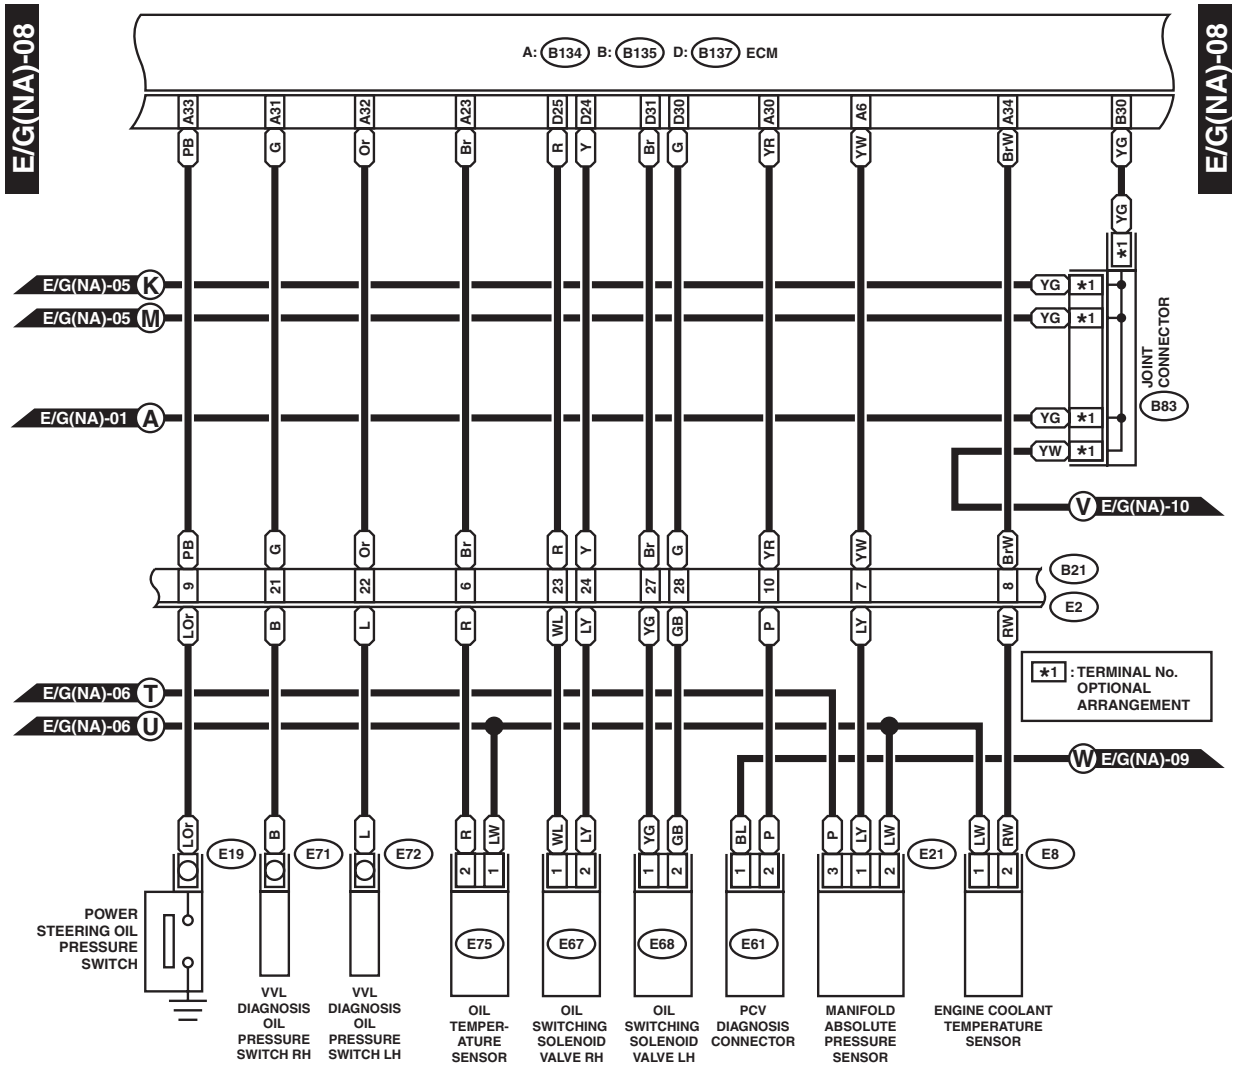 E/G(NA)-08
E/G(NA)-08
A: B134 B: B135 D: B137 ECM
A33 A31 A32 A23 D25 D24 D31 D30 A30 A6 A34 B30
PB G Or Br R Y Br G YR YW BrW YG
YG
*1
E/G(NA)-05 K YG *1
E/G(NA)-05 M YG *1
JOINT
CONNECTOR
B83
E/G(NA)-01 A YG *1
YW *1
V E/G(NA)-10
PB G Or Br R Y Br G YR YW BrW
9 21 22 6 23 24 27 28 10 7 8 B21
E2
LOr B L R WL LY YG GB P LY RW
*1 : TERMINAL No.
OPTIONAL
ARRANGEMENT
E/G(NA)-06 T
E/G(NA)-06 U
W E/G(NA)-09
LOr B L R LW WL LY YG GB BL P P LY LW LW RW
E19 E71 E72 E21 E8
2 1 1 2 1 2 1 2 3 1 2 1 2
POWER
STEERING OIL
PRESSURE
SWITCH
E75 E67 E68 E61
VVL
DIAGNOSIS
OIL
PRESSURE
SWITCH RH
VVL
DIAGNOSIS
OIL
PRESSURE
SWITCH LH
OIL
TEMPER-
ATURE
SENSOR
OIL
SWITCHING
SOLENOID
VALVE RH
OIL
SWITCHING
SOLENOID
VALVE LH
PCV
DIAGNOSIS
CONNECTOR
MANIFOLD
ABSOLUTE
PRESSURE
SENSOR
ENGINE COOLANT
TEMPERATURE
SENSOR